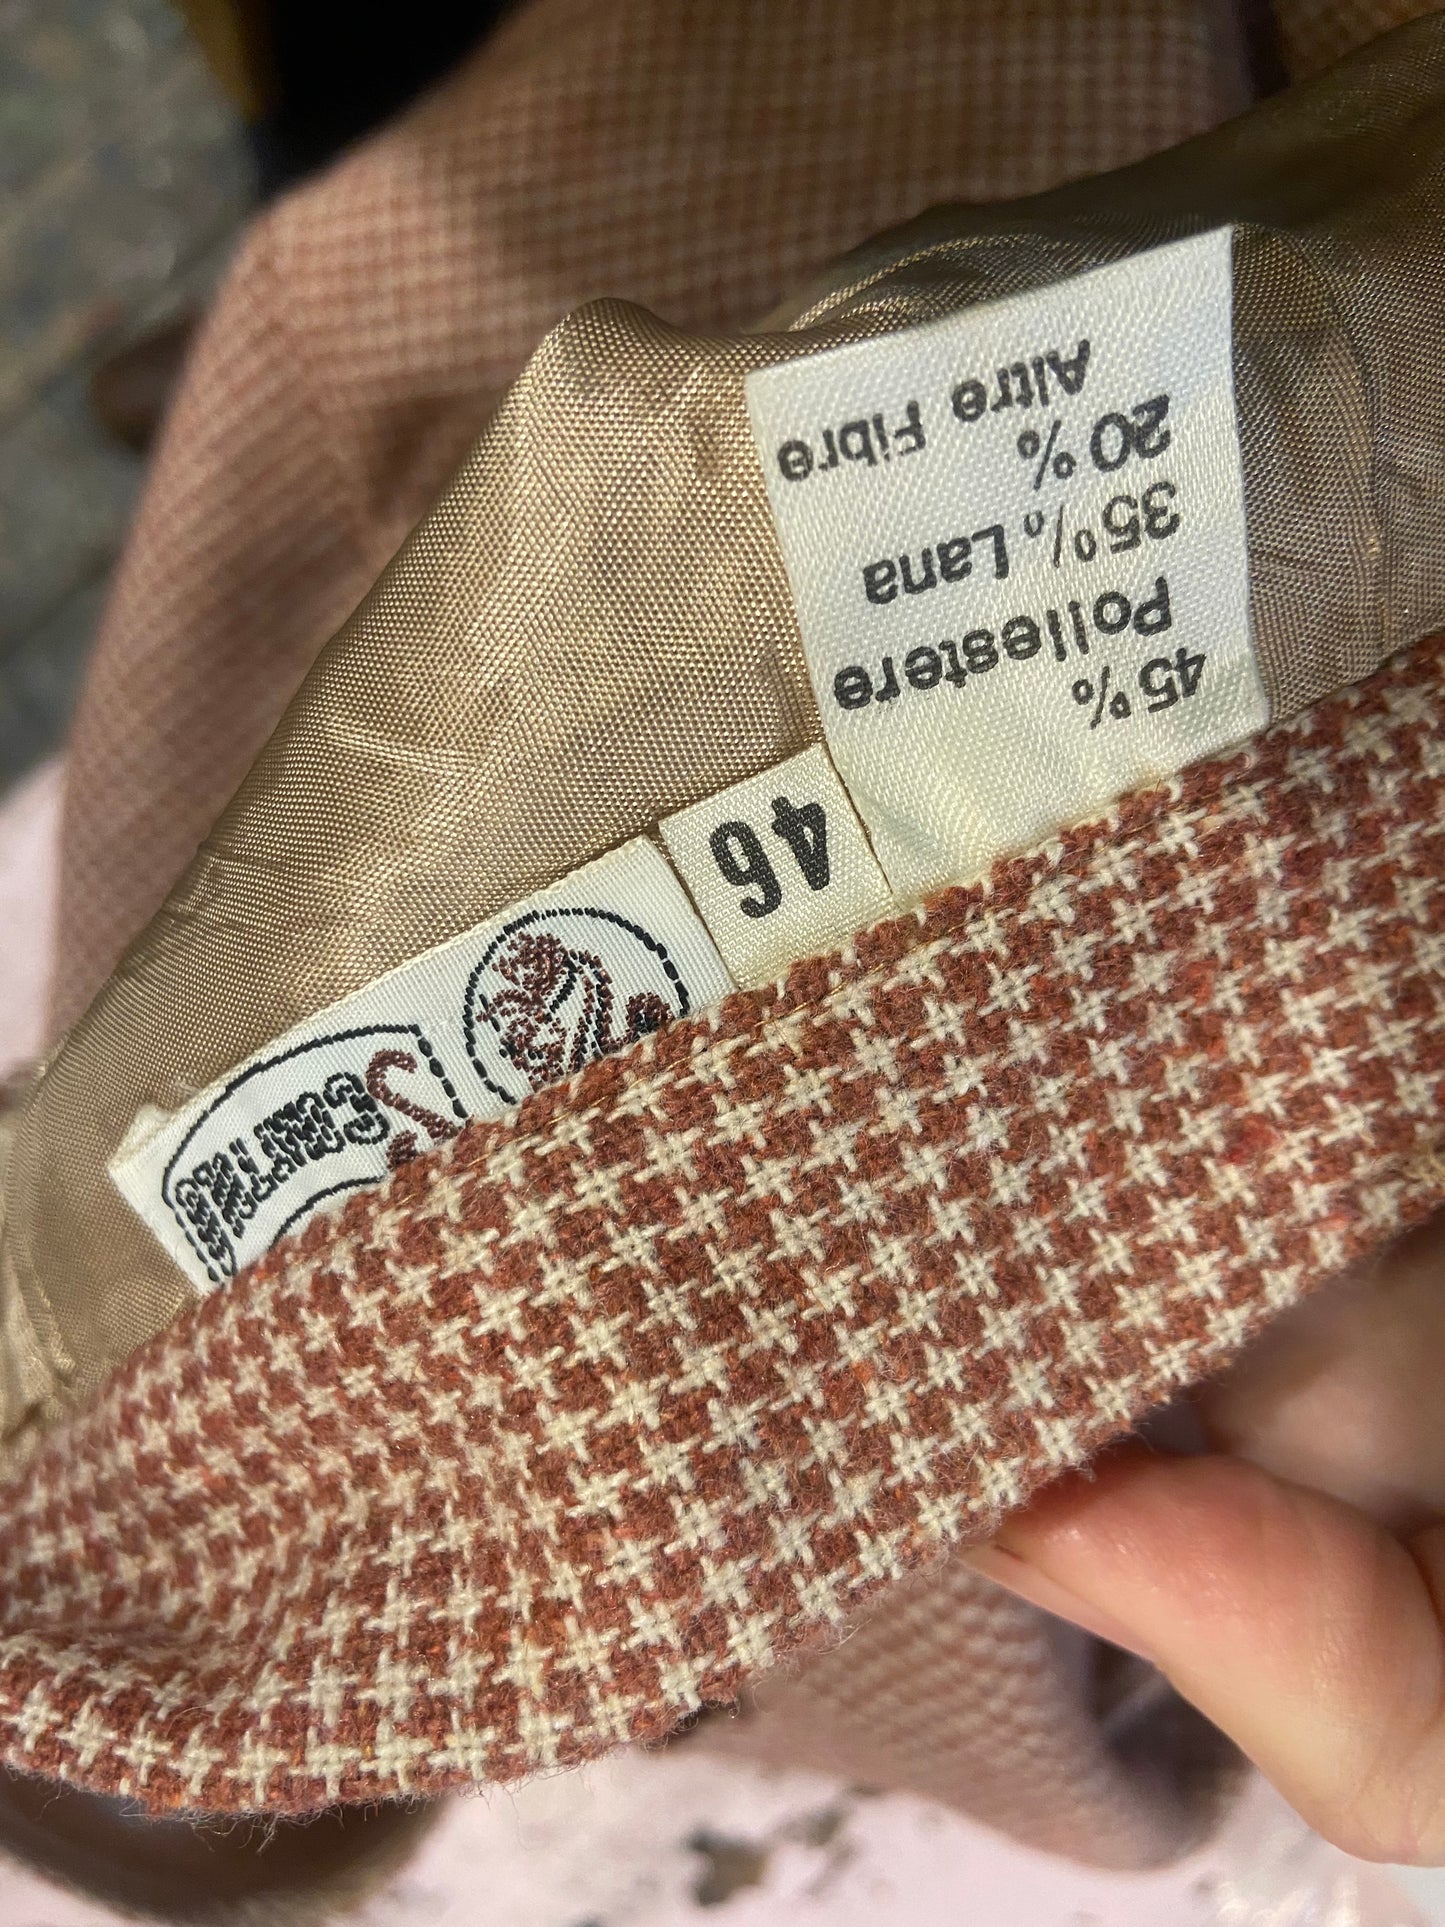 45%
Poliestere
35% Lana
20%
Altre Fibre
46